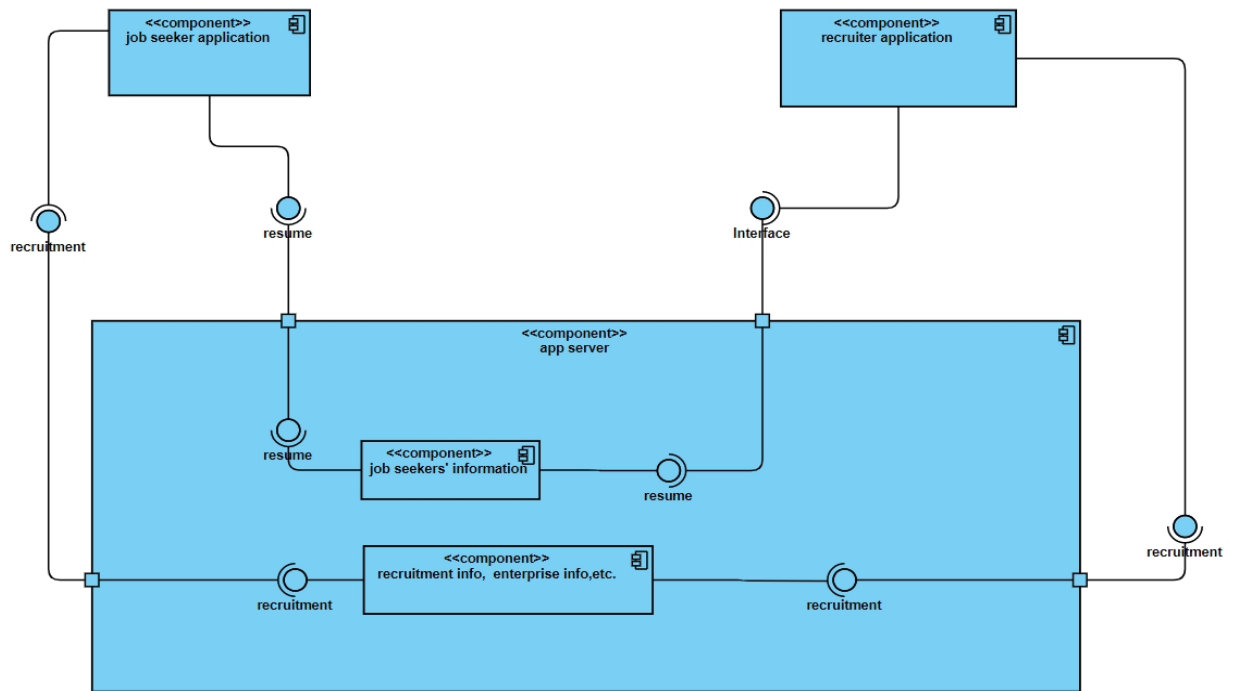 <<component>>
job seeker application
<<component>>
recruiter application
recruitment
resume
Interface
<<component>>
app server
resume
<<component>>
job seekers' information
resume
recruitment
<<component>>
recruitment info,  enterprise info,etc.
recruitment
recruitment